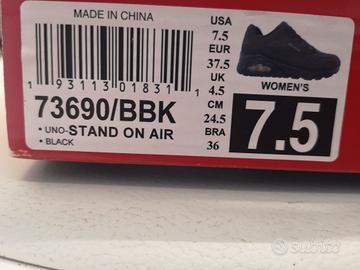 MADE IN CHINA
1 93113 01831 1
73690/BBK
• UNO-STAND ON AIR
• BLACK
USA
7.5
EUR
37.5
UK
4.5
CM
24.5
BRA
36
WOMEN'S
7.5
subito